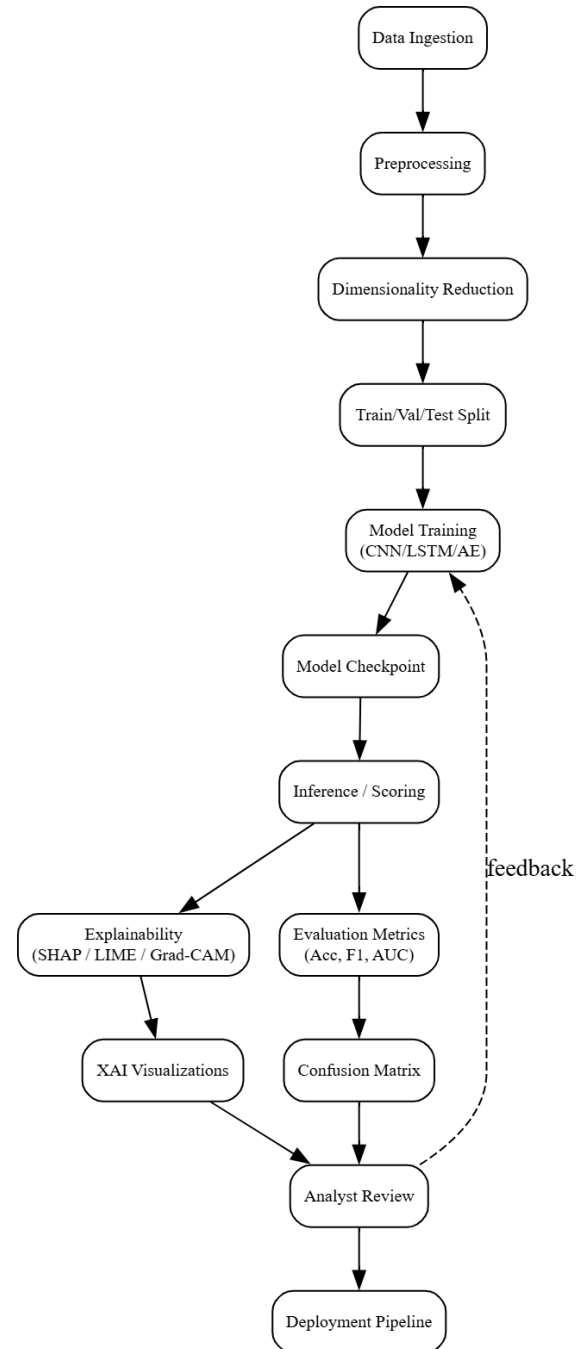 Data Ingestion
Preprocessing
Dimensionality Reduction
Train/Val/Test Split
Model Training
(CNN/LSTM/AE)
Model Checkpoint
Inference / Scoring
feedback
Explainability
(SHAP / LIME / Grad-CAM)
Evaluation Metrics
(Acc, F1, AUC)
XAI Visualizations
Confusion Matrix
Analyst Review
Deployment Pipeline